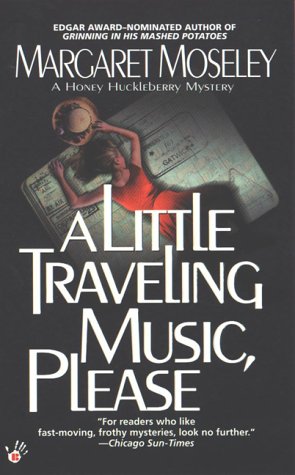 EDGAR AWARD–NOMINATED AUTHOR OF
GRINNING IN HIS MASHED POTATOES
MARGARET MOSELEY
A HONEY HUCKLEBERRY MYSTERY
GATWICK
A LITTLE
TRAVELING
MUSIC,
PLEASE
"For readers who like
fast-moving, frothy mysteries, look no further."
—Chicago Sun-Times